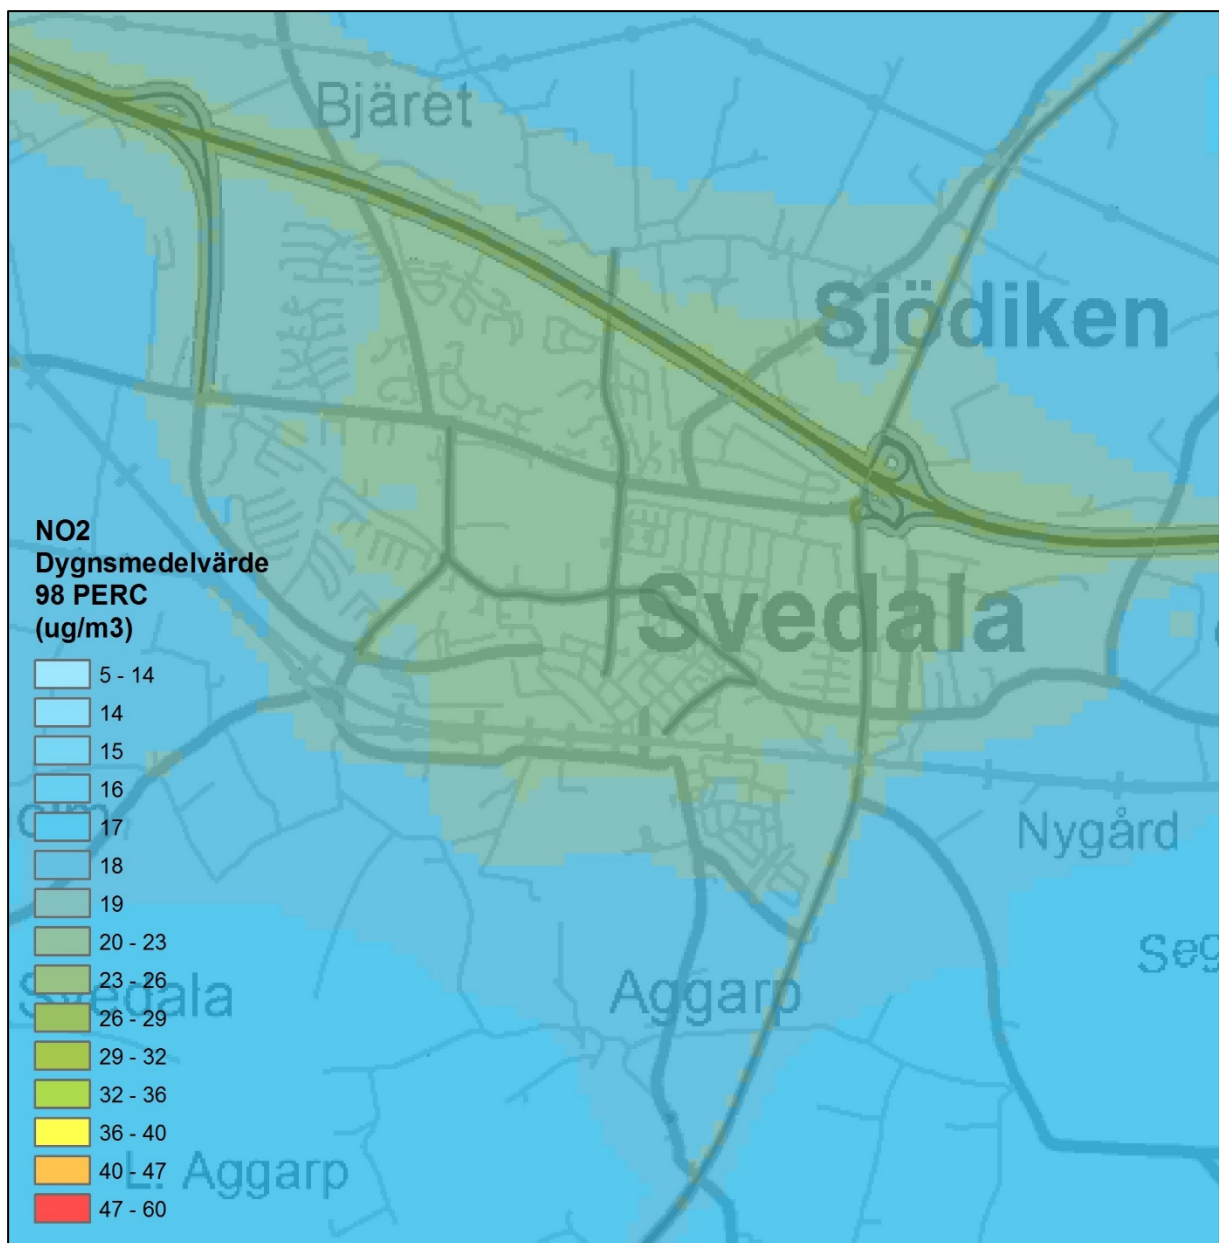 Bjäret
Sjödiken
NO2
Dygnsmedelvärde
98 PERC
(ug/m3)
Svedala
5 - 14
14
15
16
17
18
19
20 - 23
23 - 26
26 - 29
29 - 32
32 - 36
36 - 40
40 - 47
47 - 60
Nygård
Svedala
Aggarp
L. Aggarp